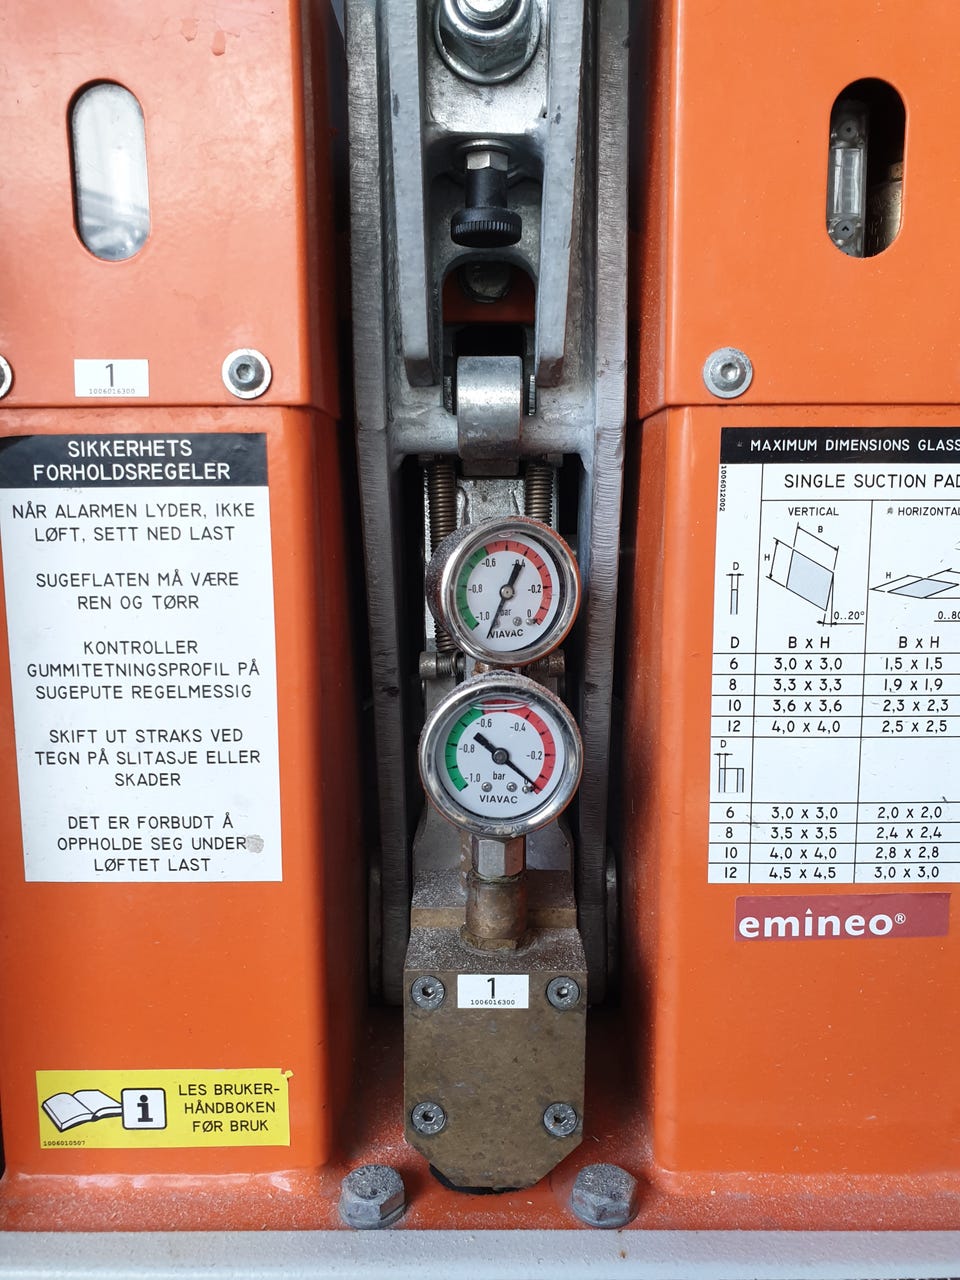 1
1006016300
SIKKERHETS
FORHOLDSREGELER
NÅR ALARMEN LYDER, IKKE
LØFT, SETT NED LAST
SUGEFLATEN MÅ VÆRE
REN OG TØRR
KONTROLLER
GUMMITETNINGSPROFIL PÅ
SUGEPUTE REGELMESSIG
SKIFT UT STRAKS VED
TEGN PÅ SLITASJE ELLER
SKADER
DET ER FORBUDT Å
OPPHOLDE SEG UNDER
LØFTET LAST
LES BRUKER-
HÅNDBOKEN
FØR BRUK
i
1006010507
-0,6
-0,8 -0,2
-1,0 bar 0
VIAVAC
-0,6 -0,4
-0,8 -0,2
-1,0 bar
VIAVAC
1
1006016300
MAXIMUM DIMENSIONS GLASS
1006012002
SINGLE SUCTION PAD
VERTICAL HORIZONTAL
B
H H
D
0..20° 0..80
D B x H B x H
6 3,0 x 3,0 1,5 x 1,5
8 3,3 x 3,3 1,9 x 1,9
10 3,6 x 3,6 2,3 x 2,3
12 4,0 x 4,0 2,5 x 2,5
D
6 3,0 x 3,0 2,0 x 2,0
8 3,5 x 3,5 2,4 x 2,4
10 4,0 x 4,0 2,8 x 2,8
12 4,5 x 4,5 3,0 x 3,0
emineo®